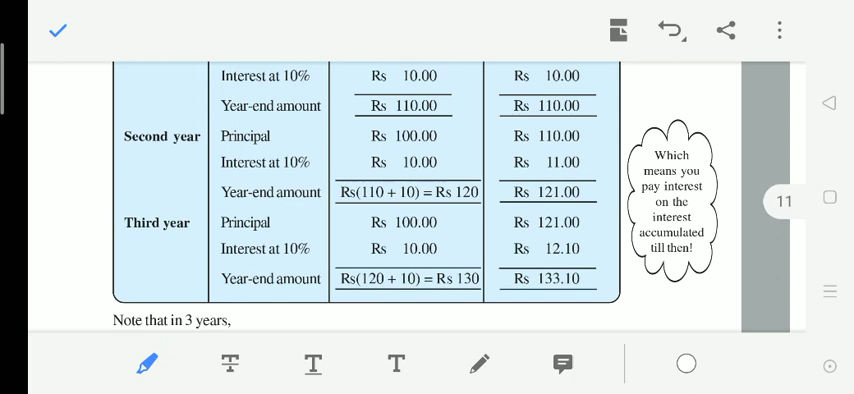 Interest at 10% Rs 10.00 Rs 10.00
Year-end amount Rs 110.00 Rs 110.00
Second year Principal Rs 100.00 Rs 110.00
Interest at 10% Rs 10.00 Rs 11.00
Year-end amount Rs(110 + 10) = Rs 120 Rs 121.00
Third year Principal Rs 100.00 Rs 121.00
Interest at 10% Rs 10.00 Rs 12.10
Year-end amount Rs(120 + 10) = Rs 130 Rs 133.10
Which
means you
pay interest
on the
interest
accumulated
till then!
11
Note that in 3 years,
T T T